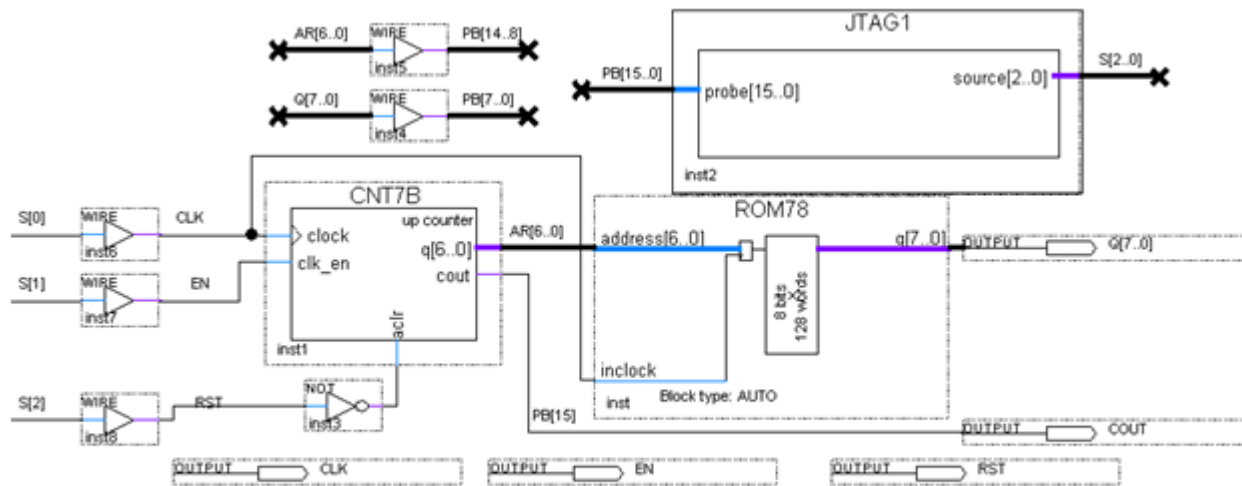 JTAG1
WIRE
AR[6..0]
PB[14..8]
inst5
PB[15..0]
probe[15..0]
source[2..0]
S[2..0]
WIRE
Q[7..0]
PB[7..0]
inst4
inst2
CNT7B
ROM78
S[0]
WIRE
CLK
inst6
up counter
clock
q[6..0]
AR[6..0]
address[6..0]
q[7..0]
OUTPUT
Q[7..0]
clk_en
cout
S[1]
WIRE
EN
inst7
8 bits
×
128 words
aclr
inst1
inclock
inst
Block type: AUTO
S[2]
WIRE
RST
inst8
NOT
inst3
PB[15]
OUTPUT
COUT
OUTPUT
CLK
OUTPUT
EN
OUTPUT
RST